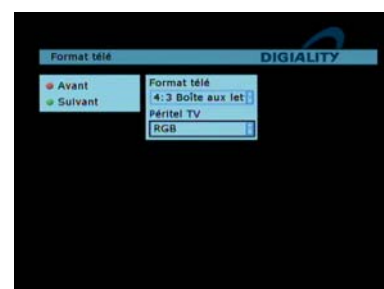 Format télé
DIGIALITY
Avant
Suivant
Format télé
4:3 Boîte aux let
Péritel TV
RGB